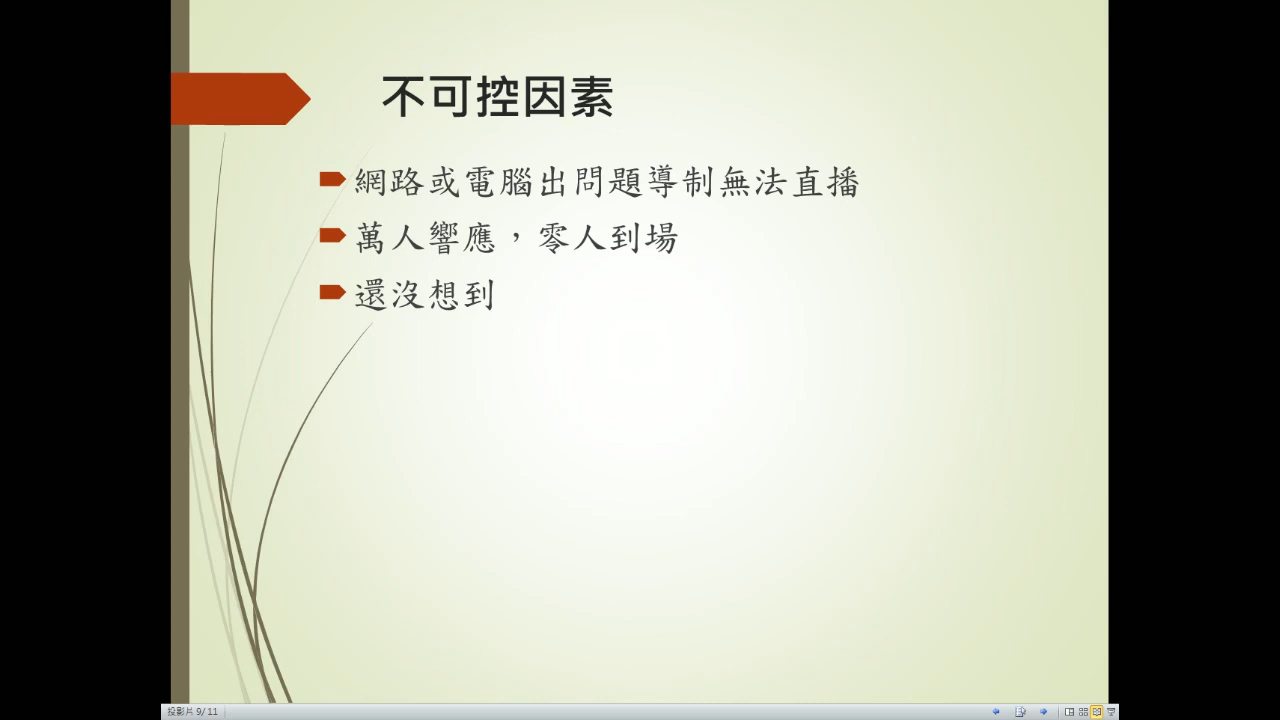 不可控因素
網路或電腦出問題導制無法直播
萬人響應，零人到場
還沒想到
投影片 9/11